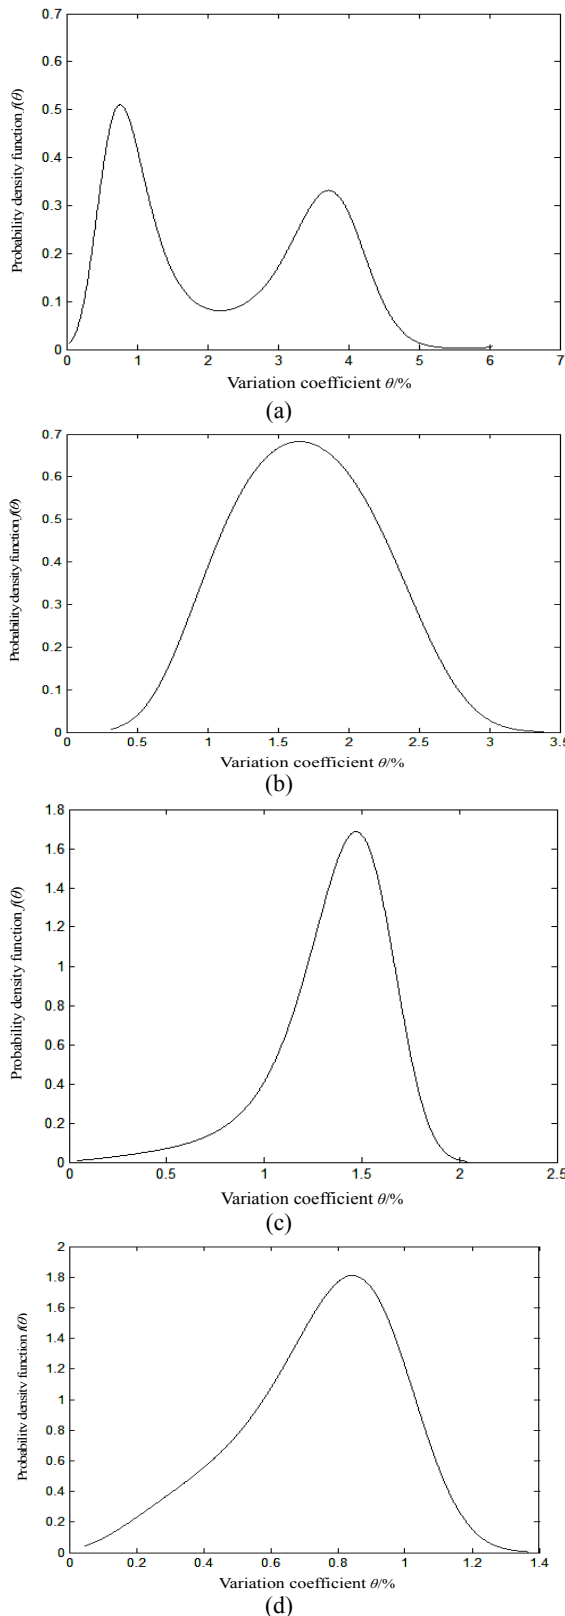 0.7
0.6
0.5
0.4
0.3
0.2
0.1
0
Probability density function f(θ)
0 1 2 3 4 5 6 7
Variation coefficient θ/%
(a)
0.7
0.6
0.5
0.4
0.3
0.2
0.1
0
Probability density function f(θ)
0 0.5 1 1.5 2 2.5 3 3.5
Variation coefficient θ/%
(b)
1.8
1.6
1.4
1.2
1
0.8
0.6
0.4
0.2
0
Probability density function f(θ)
0 0.5 1 1.5 2 2.5
Variation coefficient θ/%
(c)
2
1.8
1.6
1.4
1.2
1
0.8
0.6
0.4
0.2
0
Probability density function f(θ)
0 0.2 0.4 0.6 0.8 1 1.2 1.4
Variation coefficient θ/%
(d)